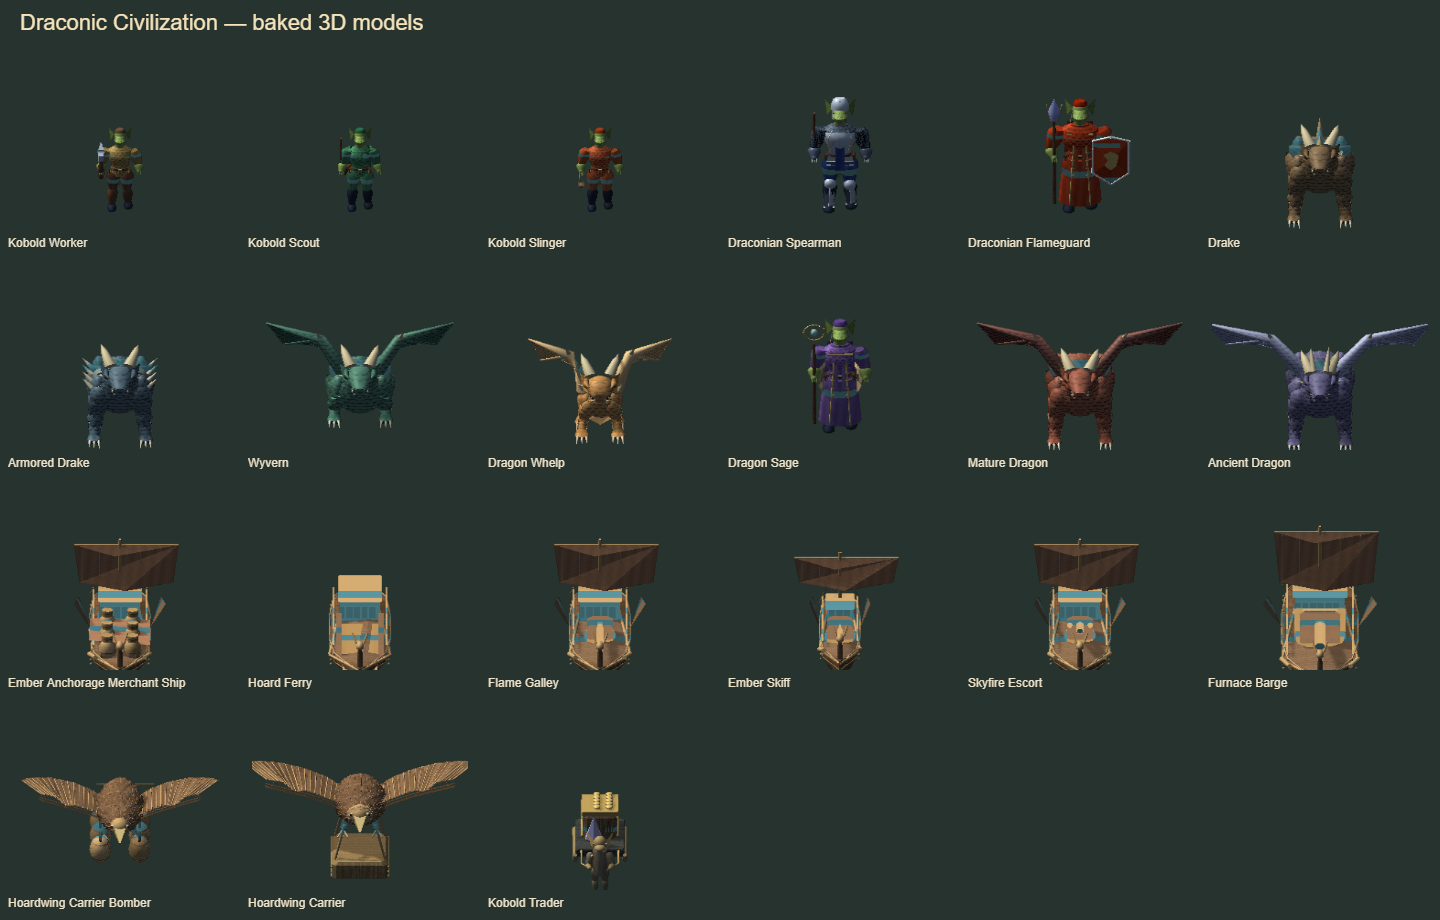 Draconic Civilization — baked 3D models
Kobold Worker
Kobold Scout
Kobold Slinger
Draconian Spearman
Draconian Flameguard
Drake
Armored Drake
Wyvern
Dragon Whelp
Dragon Sage
Mature Dragon
Ancient Dragon
Ember Anchorage Merchant Ship
Hoard Ferry
Flame Galley
Ember Skiff
Skyfire Escort
Furnace Barge
Hoardwing Carrier Bomber
Hoardwing Carrier
Kobold Trader